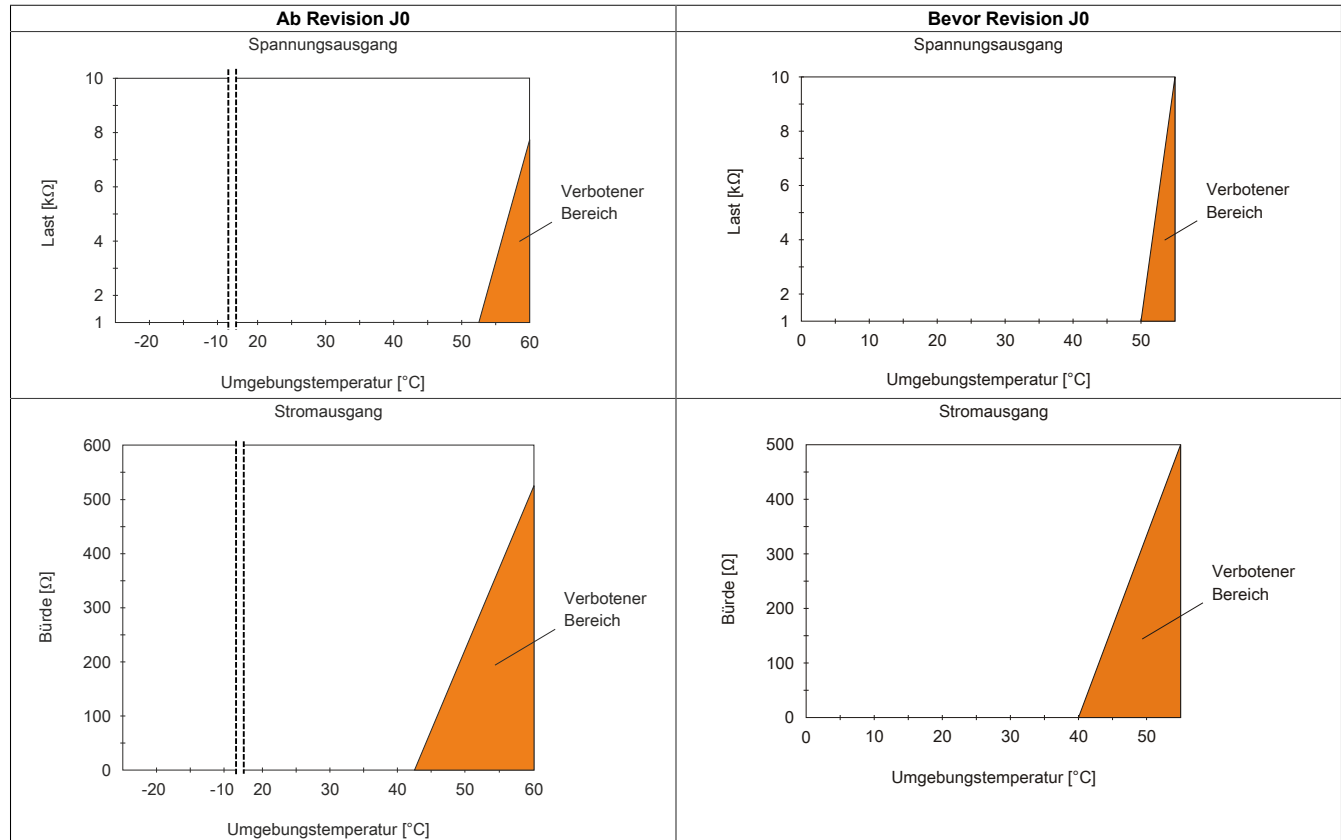 Ab Revision J0
Bevor Revision J0
Spannungsausgang
10
8
6
4
2
1
Last [kΩ]
-20 -10 20 30 40 50 60
Umgebungstemperatur [°C]
Verbotener
Bereich
Spannungsausgang
10
8
6
4
2
1
Last [kΩ]
0 10 20 30 40 50
Umgebungstemperatur [°C]
Verbotener
Bereich
Stromausgang
600
500
400
300
200
100
0
Bürde [Ω]
-20 -10 20 30 40 50 60
Umgebungstemperatur [°C]
Verbotener
Bereich
Stromausgang
500
400
300
200
100
0
Bürde [Ω]
0 10 20 30 40 50
Umgebungstemperatur [°C]
Verbotener
Bereich